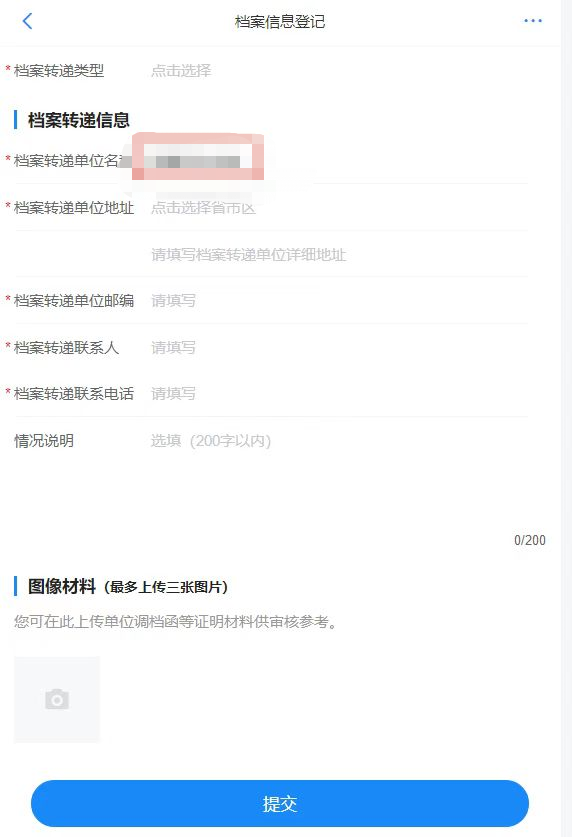 档案信息登记
*档案转递类型 点击选择
档案转递信息
*档案转递单位名
*档案转递单位地址 点击选择省市区
请填写档案转递单位详细地址
*档案转递单位邮编 请填写
*档案转递联系人 请填写
*档案转递联系电话 请填写
情况说明 选填（200字以内）
0/200
图像材料（最多上传三张图片）
您可在此上传单位调档函等证明材料供审核参考。
提交